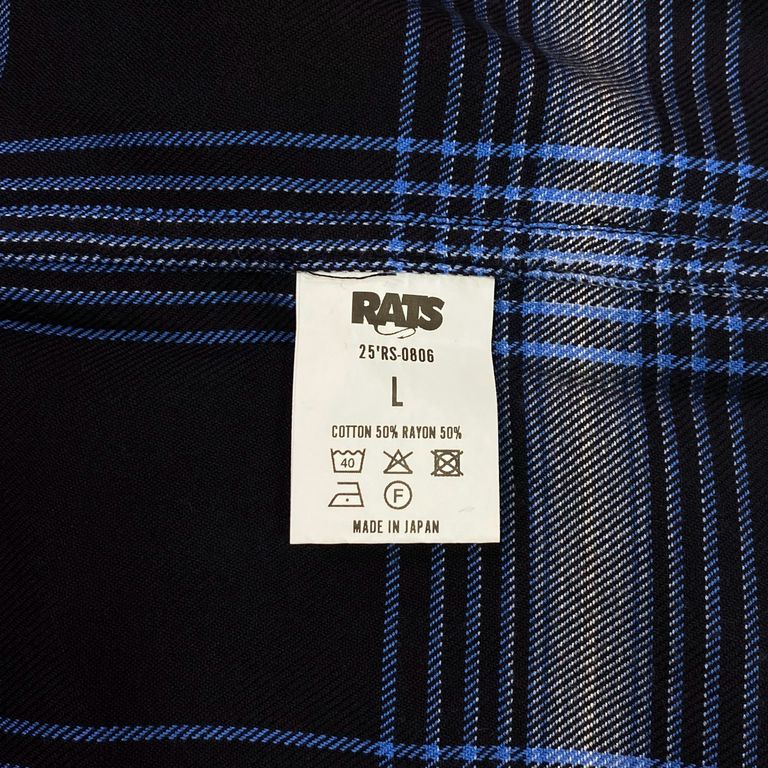 RATS
25'RS-0806
L
COTTON 50% RAYON 50%
40
F
MADE IN JAPAN